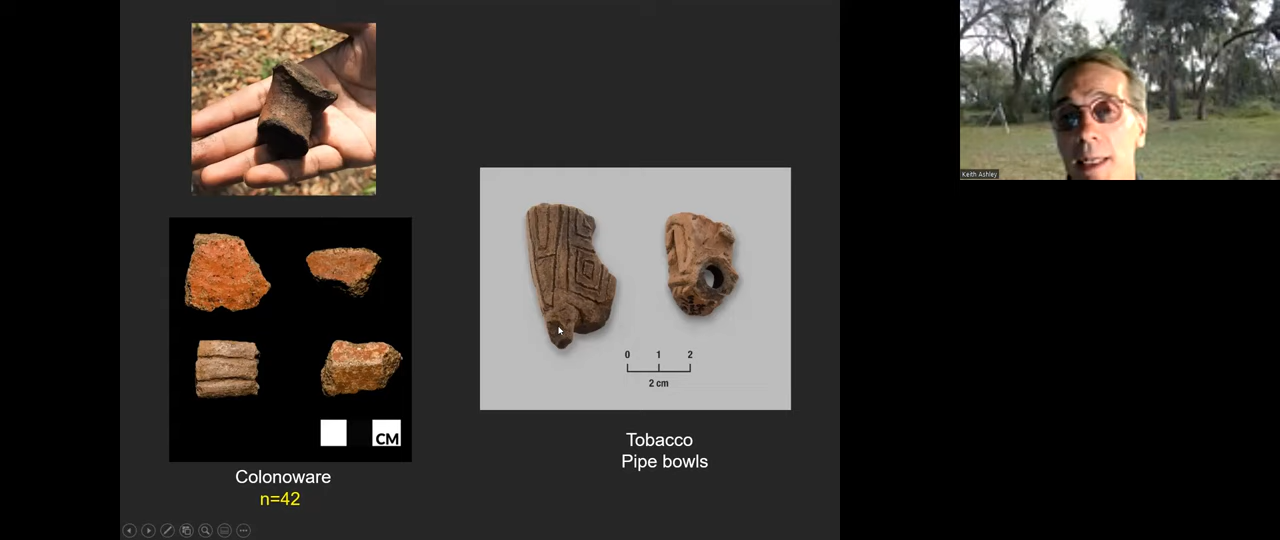 Keith Ashley
0 1 2
2 cm
CM
Tobacco
Pipe bowls
Colonoware
n=42